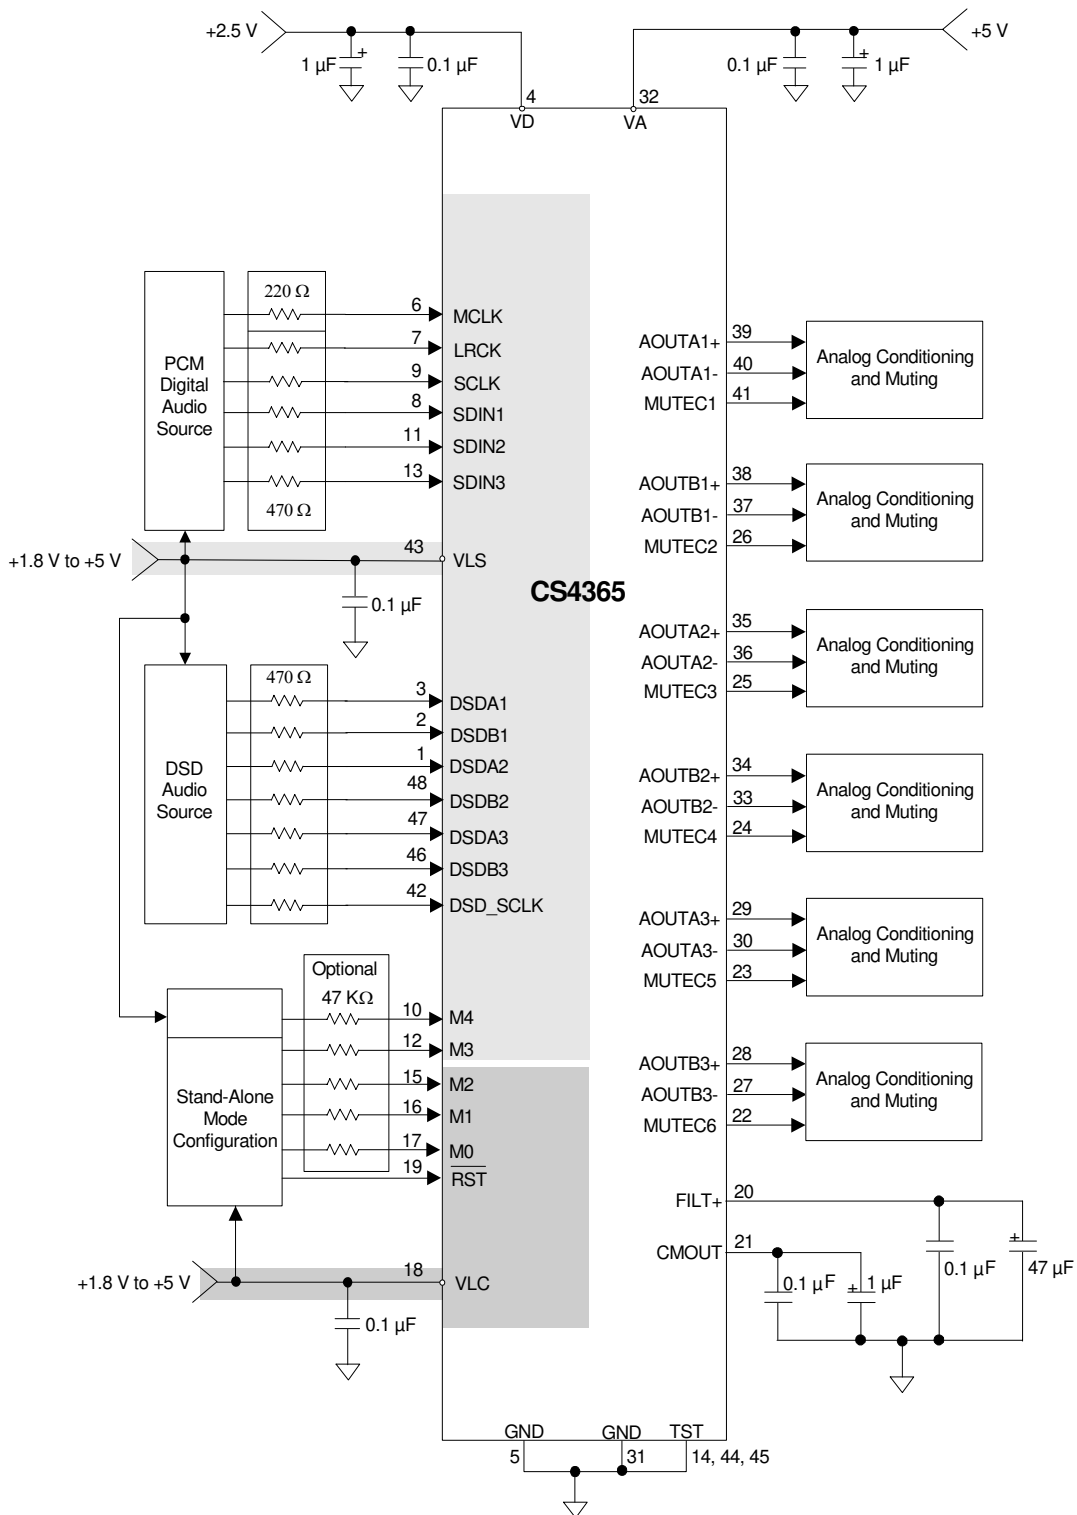 +2.5 V
1 µF
+
0.1 µF
0.1 µF
+
1 µF
+5 V
4
32
VD
VA
PCM
Digital
Audio
Source
220 Ω
470 Ω
6
MCLK
7
LRCK
9
SCLK
8
SDIN1
11
SDIN2
13
SDIN3
+1.8 V to +5 V
43
VLS
0.1 µF
CS4365
DSD
Audio
Source
470 Ω
3
DSDA1
2
DSDB1
1
DSDA2
48
DSDB2
47
DSDA3
46
DSDB3
42
DSD_SCLK
Stand-Alone
Mode
Configuration
Optional
47 KΩ
10
M4
12
M3
15
M2
16
M1
17
M0
19
RST
+1.8 V to +5 V
18
VLC
0.1 µF
AOUTA1+
39
AOUTA1-
40
MUTEC1
41
Analog Conditioning
and Muting
AOUTB1+
38
AOUTB1-
37
MUTEC2
26
Analog Conditioning
and Muting
AOUTA2+
35
AOUTA2-
36
MUTEC3
25
Analog Conditioning
and Muting
AOUTB2+
34
AOUTB2-
33
MUTEC4
24
Analog Conditioning
and Muting
AOUTA3+
29
AOUTA3-
30
MUTEC5
23
Analog Conditioning
and Muting
AOUTB3+
28
AOUTB3-
27
MUTEC6
22
Analog Conditioning
and Muting
FILT+
20
CMOUT
21
0.1 µF
+
1 µF
0.1 µF
+
47 µF
GND
GND
TST
5
31
14, 44, 45